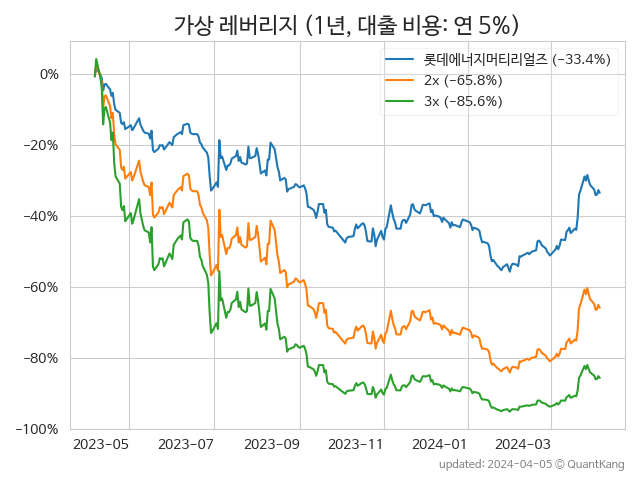 가상 레버리지 (1년, 대출 비용: 연 5%)
롯데에너지머티리얼즈 (-33.4%)
2x (-65.8%)
3x (-85.6%)
0%
-20%
-40%
-60%
-80%
-100%
2023-05 2023-07 2023-09 2023-11 2024-01 2024-03
updated: 2024-04-05 © QuantKang